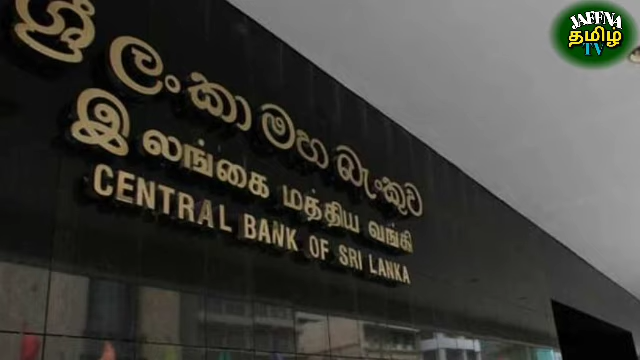 ශ්‍රී ලංකා මහ බැංකුව
இலங்கை மத்திய வங்கி
CENTRAL BANK OF SRI LANKA
JAFFNA
தமிழ்
TV